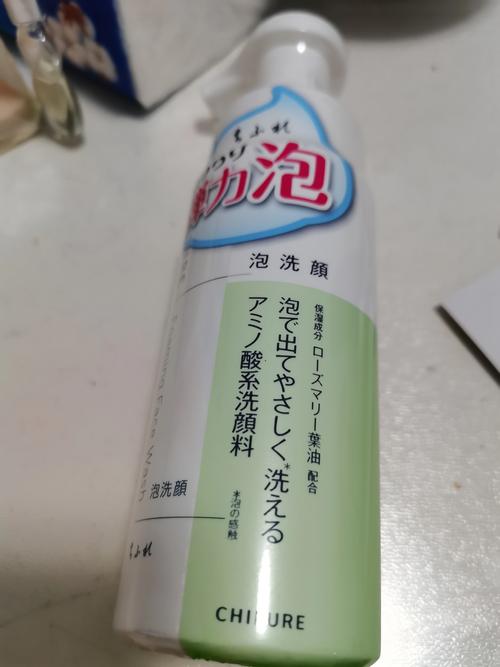 ちふれ
弾力泡
泡洗顔
保湿成分 ローズマリー葉油 配合
泡で出てやさしく*洗える
アミノ酸系洗顔料
*泡の感触
泡洗顔
ちふれ
CHIFURE